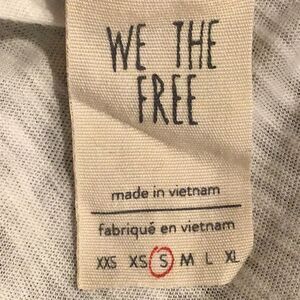 WE THE
FREE
made in vietnam
fabriqué en vietnam
XXS XS S M L XL